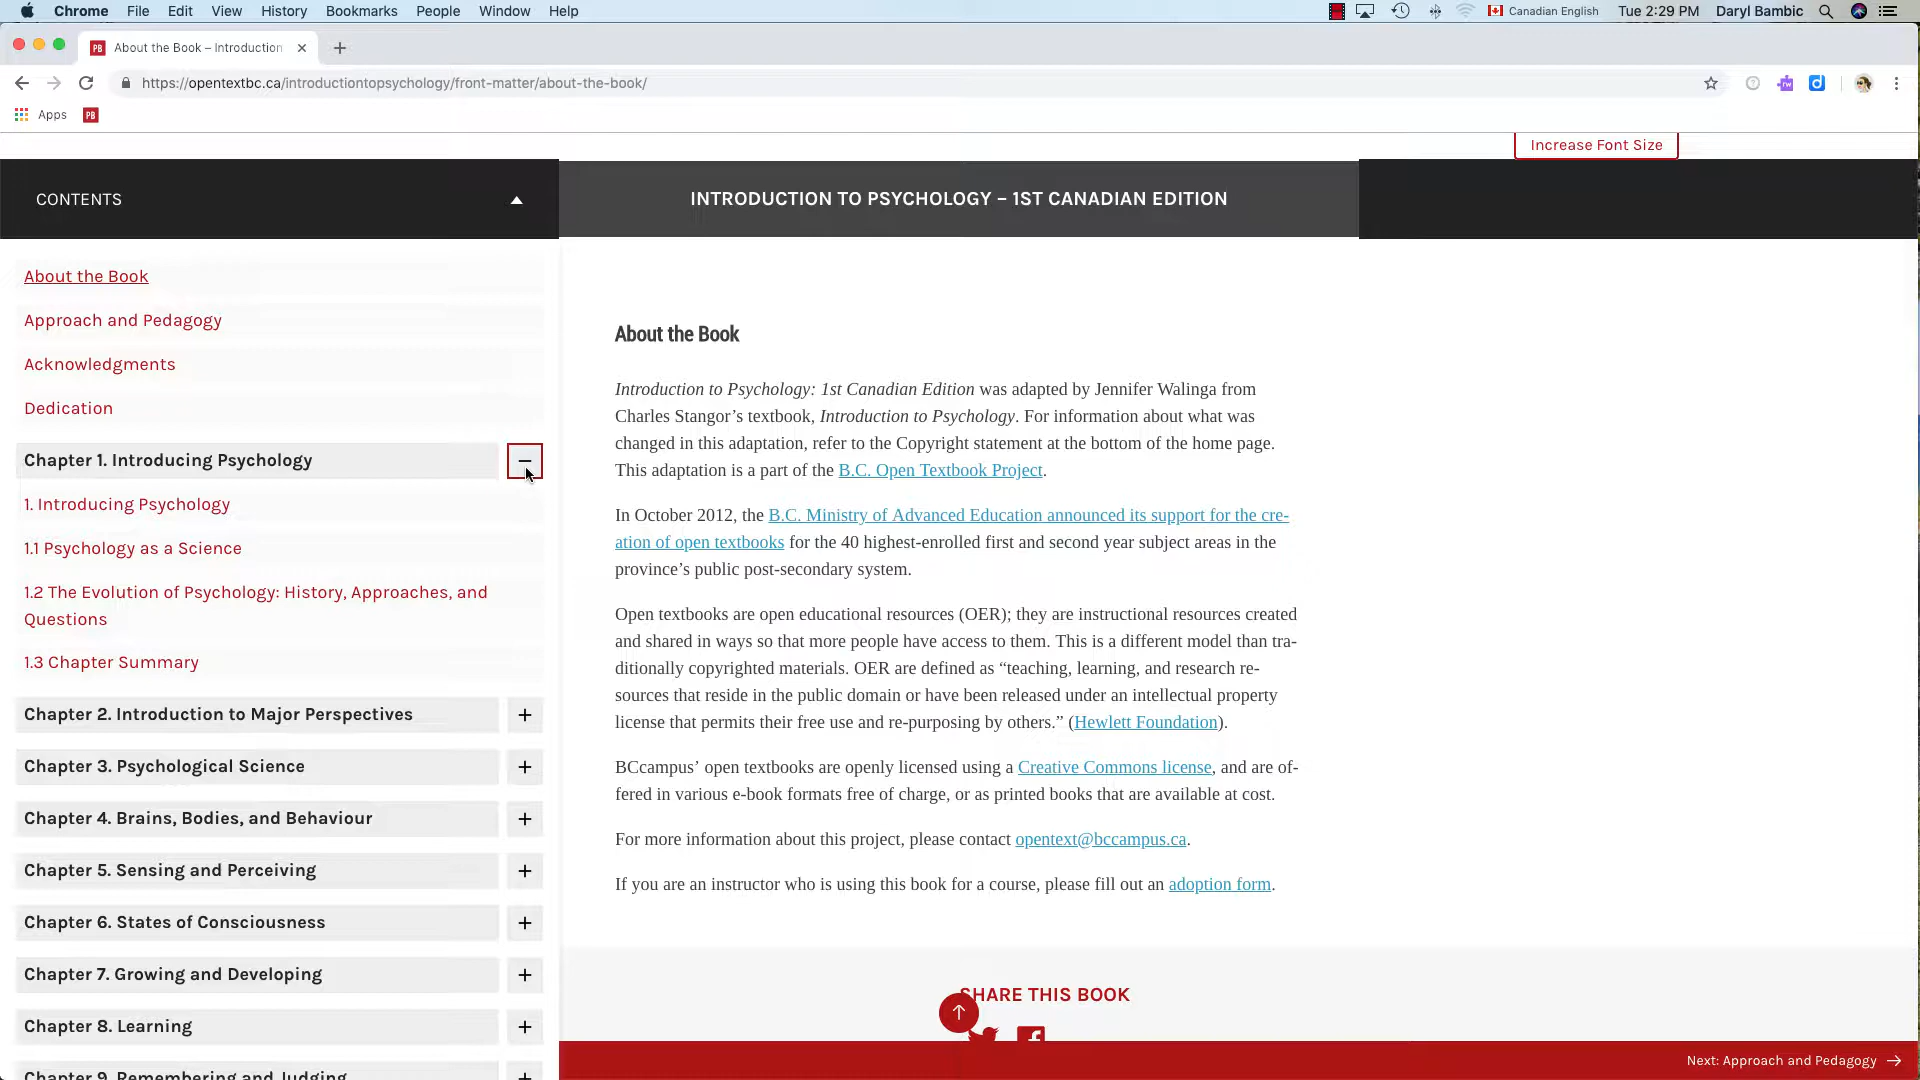 Chrome File Edit View History Bookmarks People Window Help Canadian English Tue 2:29 PM Daryl Bambic
PB About the Book – Introduction
https://opentextbc.ca/introductiontopsychology/front-matter/about-the-book/
Apps PB
Increase Font Size
CONTENTS
INTRODUCTION TO PSYCHOLOGY – 1ST CANADIAN EDITION
About the Book
Approach and Pedagogy
Acknowledgments
Dedication
Chapter 1. Introducing Psychology
1. Introducing Psychology
1.1 Psychology as a Science
1.2 The Evolution of Psychology: History, Approaches, and
Questions
1.3 Chapter Summary
Chapter 2. Introduction to Major Perspectives
Chapter 3. Psychological Science
Chapter 4. Brains, Bodies, and Behaviour
Chapter 5. Sensing and Perceiving
Chapter 6. States of Consciousness
Chapter 7. Growing and Developing
Chapter 8. Learning
Chapter 9. Remembering and Judging
About the Book
Introduction to Psychology: 1st Canadian Edition was adapted by Jennifer Walinga from
Charles Stangor’s textbook, Introduction to Psychology. For information about what was
changed in this adaptation, refer to the Copyright statement at the bottom of the home page.
This adaptation is a part of the B.C. Open Textbook Project.
In October 2012, the B.C. Ministry of Advanced Education announced its support for the cre-
ation of open textbooks for the 40 highest-enrolled first and second year subject areas in the
province’s public post-secondary system.
Open textbooks are open educational resources (OER); they are instructional resources created
and shared in ways so that more people have access to them. This is a different model than tra-
ditionally copyrighted materials. OER are defined as “teaching, learning, and research re-
sources that reside in the public domain or have been released under an intellectual property
license that permits their free use and re-purposing by others.” (Hewlett Foundation).
BCcampus’ open textbooks are openly licensed using a Creative Commons license, and are of-
fered in various e-book formats free of charge, or as printed books that are available at cost.
For more information about this project, please contact opentext@bccampus.ca.
If you are an instructor who is using this book for a course, please fill out an adoption form.
SHARE THIS BOOK
Next: Approach and Pedagogy →